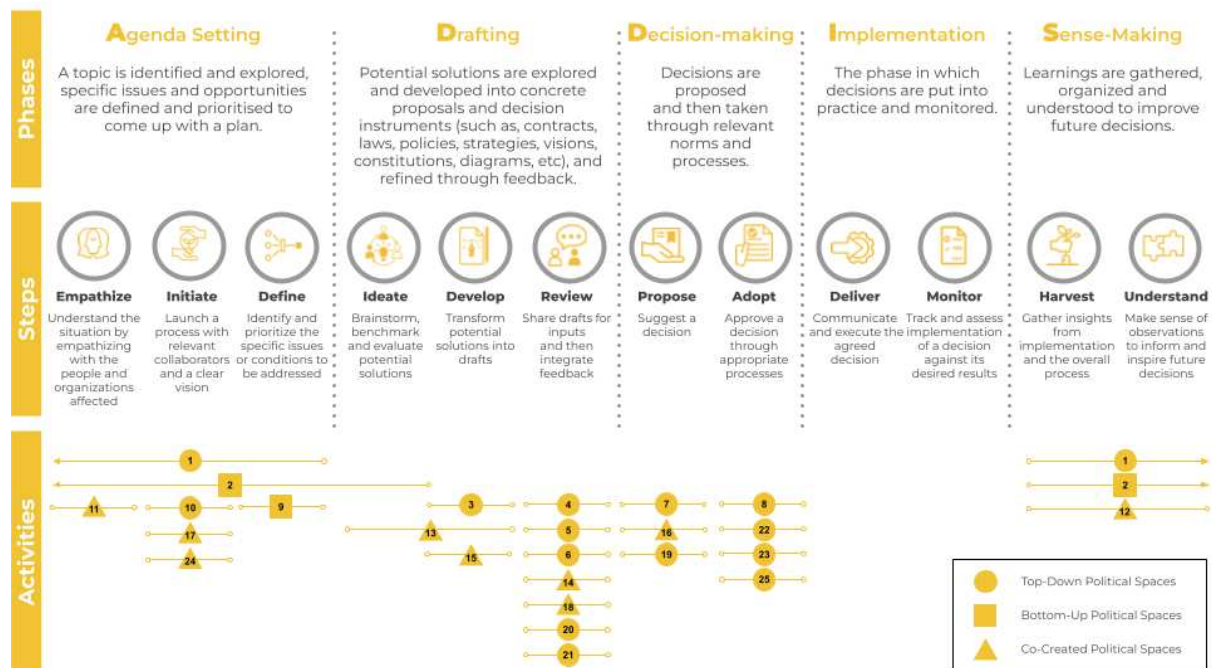 Phases
Agenda Setting
A topic is identified and explored,
specific issues and opportunities
are defined and prioritised to
come up with a plan.
Drafting
Potential solutions are explored
and developed into concrete
proposals and decision
instruments (such as, contracts,
laws, policies, strategies, visions,
constitutions, diagrams, etc), and
refined through feedback.
Decision-making
Decisions are
proposed
and then taken
through relevant
norms and
processes.
Implementation
The phase in which
decisions are put into
practice and monitored.
Sense-Making
Learnings are gathered,
organized and
understood to improve
future decisions.
Steps
Empathize
Understand the
situation by
empathizing
with the
people and
organizations
affected
Initiate
Launch a
process with
relevant
collaborators
and a clear
vision
Define
Identify and
prioritize the
specific issues
or conditions to
be addressed
Ideate
Brainstorm,
benchmark
and evaluate
potential
solutions
Develop
Transform
potential
solutions into
drafts
Review
Share drafts for
inputs
and then
integrate
feedback
Propose
Suggest a
decision
Adopt
Approve a
decision
through
appropriate
processes
Deliver
Communicate
and execute the
agreed
decision
Monitor
Track and assess
implementation
of a decision
against its
desired results
Harvest
Gather insights
from
implementation
and the overall
process
Understand
Make sense of
observations
to inform and
inspire future
decisions
Activities
1 1
2 2
11 10 9 3 4 7 8 12
17 13 5 16 22
24 15 6 19 23
14 25
18
20
21
Top-Down Political Spaces
Bottom-Up Political Spaces
Co-Created Political Spaces